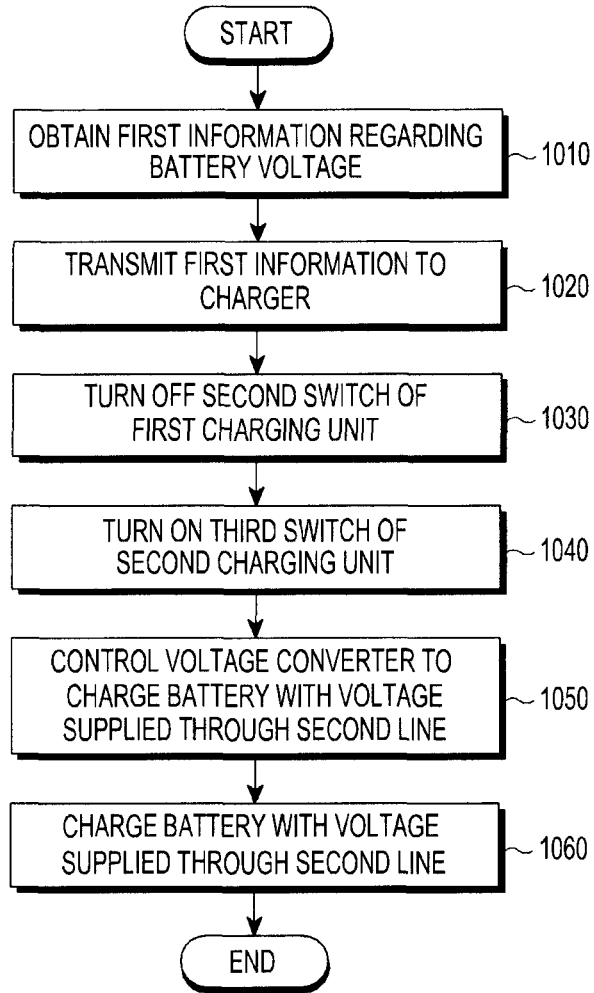 START
OBTAIN FIRST INFORMATION REGARDING
BATTERY VOLTAGE
1010
TRANSMIT FIRST INFORMATION TO
CHARGER
1020
TURN OFF SECOND SWITCH OF
FIRST CHARGING UNIT
1030
TURN ON THIRD SWITCH OF
SECOND CHARGING UNIT
1040
CONTROL VOLTAGE CONVERTER TO
CHARGE BATTERY WITH VOLTAGE
SUPPLIED THROUGH SECOND LINE
1050
CHARGE BATTERY WITH VOLTAGE
SUPPLIED THROUGH SECOND LINE
1060
END